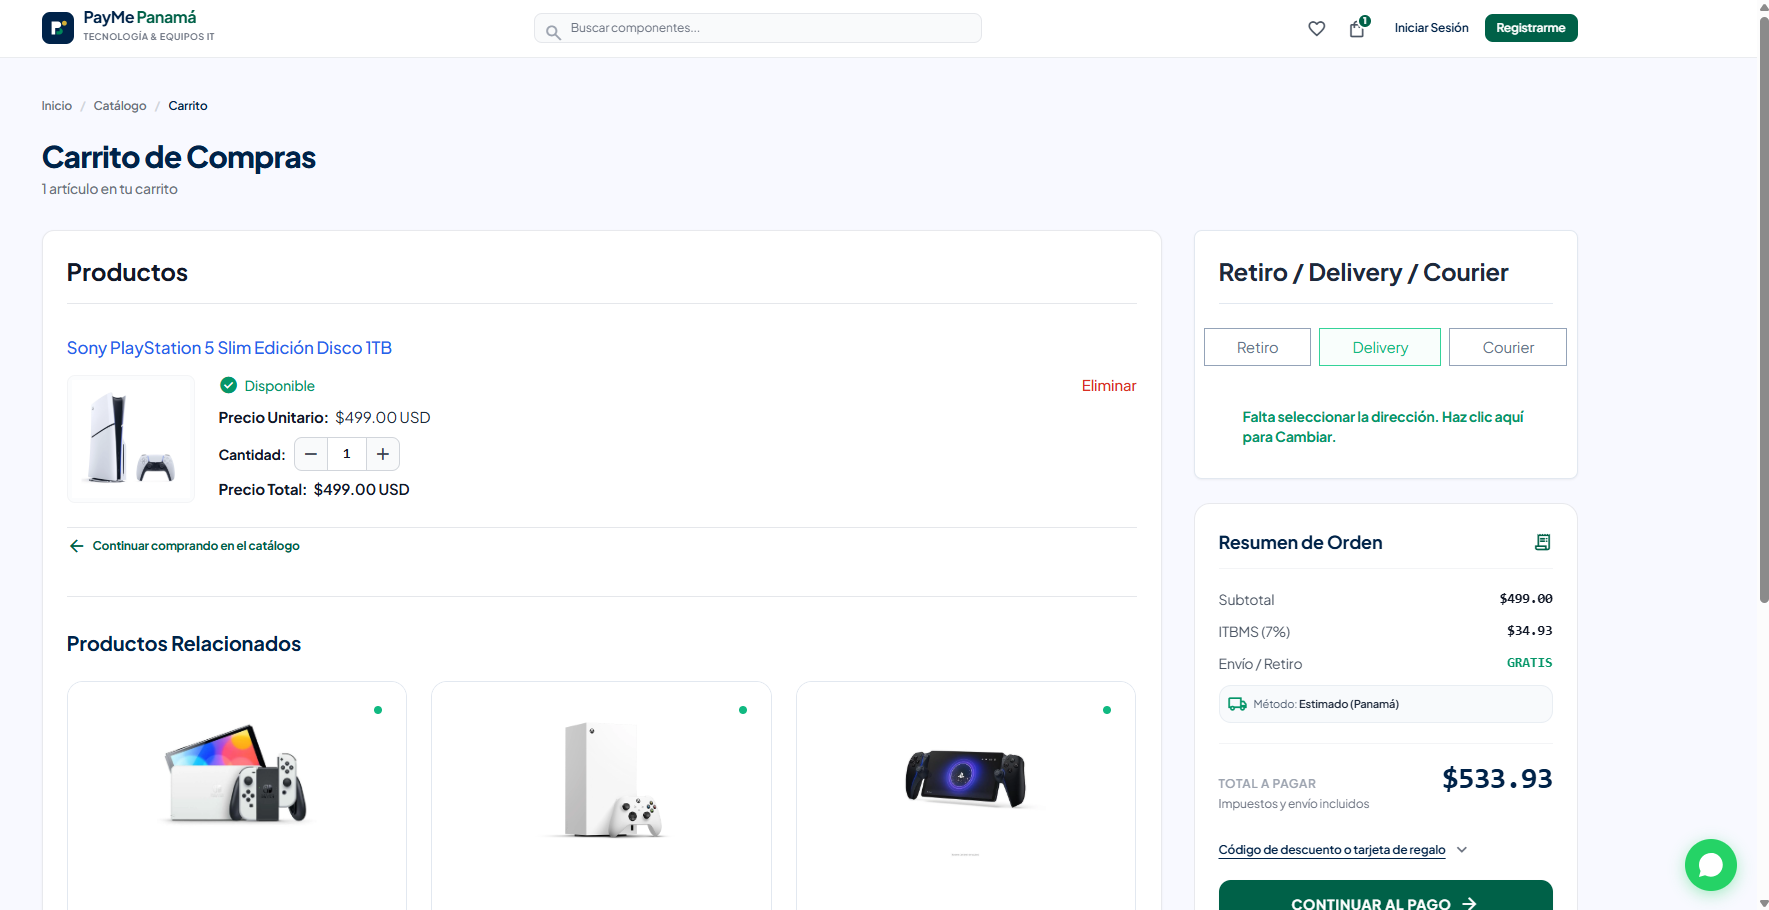 PayMe Panamá
TECNOLOGÍA & EQUIPOS IT
Buscar componentes...
1
Iniciar Sesión
Registrarme
Inicio / Catálogo / Carrito
Carrito de Compras
1 artículo en tu carrito
Productos
Sony PlayStation 5 Slim Edición Disco 1TB
Disponible
Eliminar
Precio Unitario: $499.00 USD
Cantidad: − 1 +
Precio Total: $499.00 USD
Continuar comprando en el catálogo
Productos Relacionados
Retiro / Delivery / Courier
Retiro
Delivery
Courier
Falta seleccionar la dirección. Haz clic aquí
para Cambiar.
Resumen de Orden
Subtotal $499.00
ITBMS (7%) $34.93
Envío / Retiro GRATIS
Método: Estimado (Panamá)
TOTAL A PAGAR $533.93
Impuestos y envío incluidos
Código de descuento o tarjeta de regalo
CONTINUAR AL PAGO